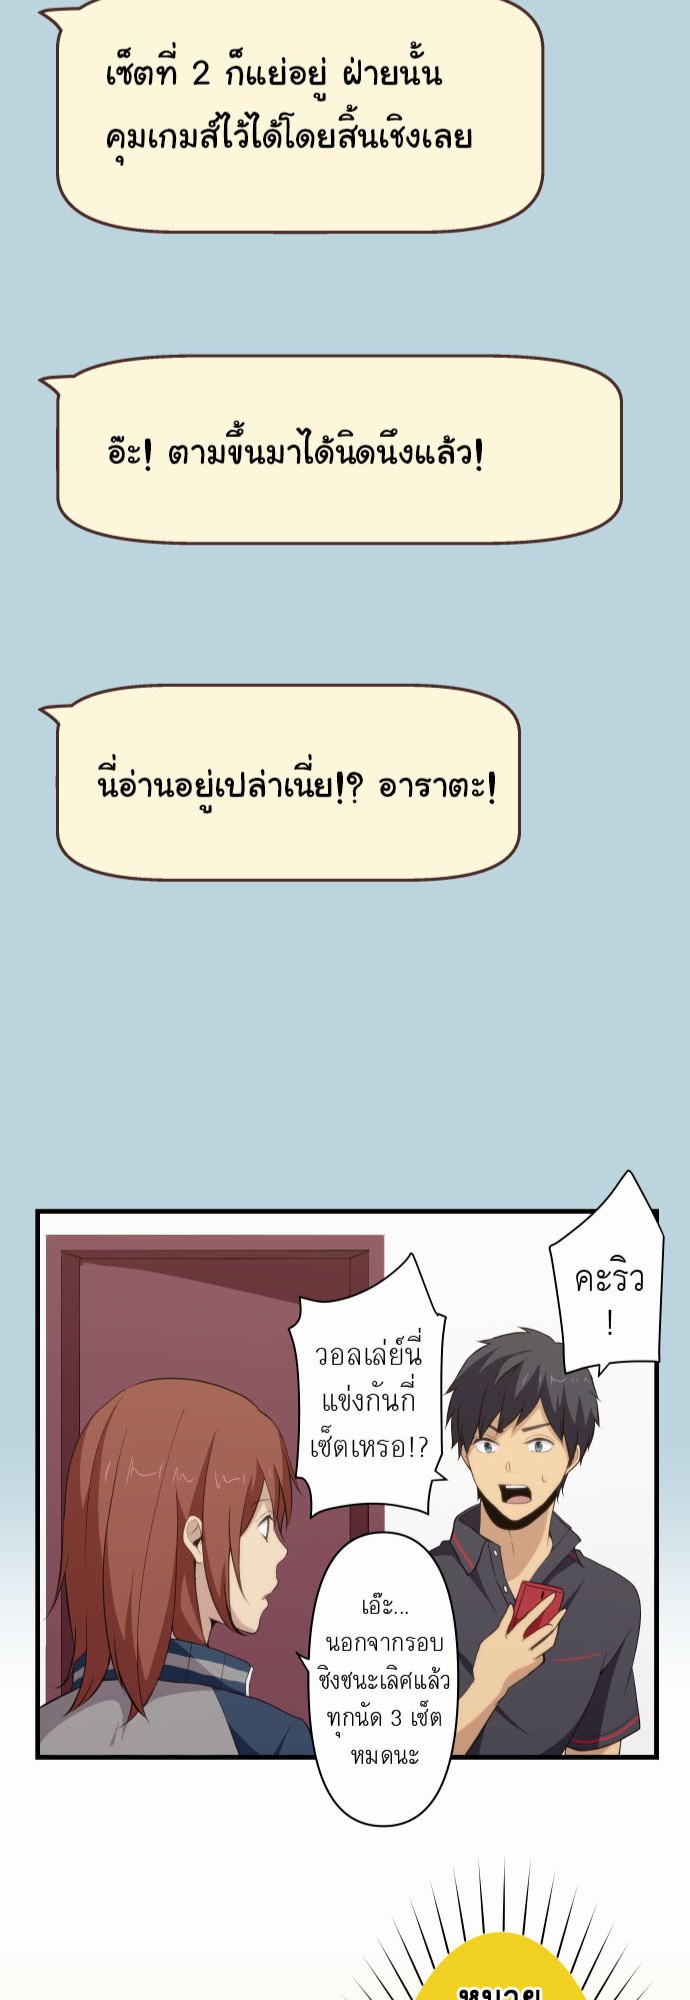 เซ็ตที่ 2 ก็แย่อยู่ ฝ่ายนั้น
คุมเกมส์ไว้ได้โดยสิ้นเชิงเลย
อ๊ะ! ตามขึ้นมาได้นิดนึงแล้ว!
นี่อ่านอยู่เปล่าเนี่ย!? อาราตะ!
คะริว
!
วอลเล่ย์นี่
แข่งกันกี่
เซ็ตเหรอ!?
เอ๊ะ...
นอกจากรอบ
ชิงชนะเลิศแล้ว
ทุกนัด 3 เซ็ต
หมดนะ